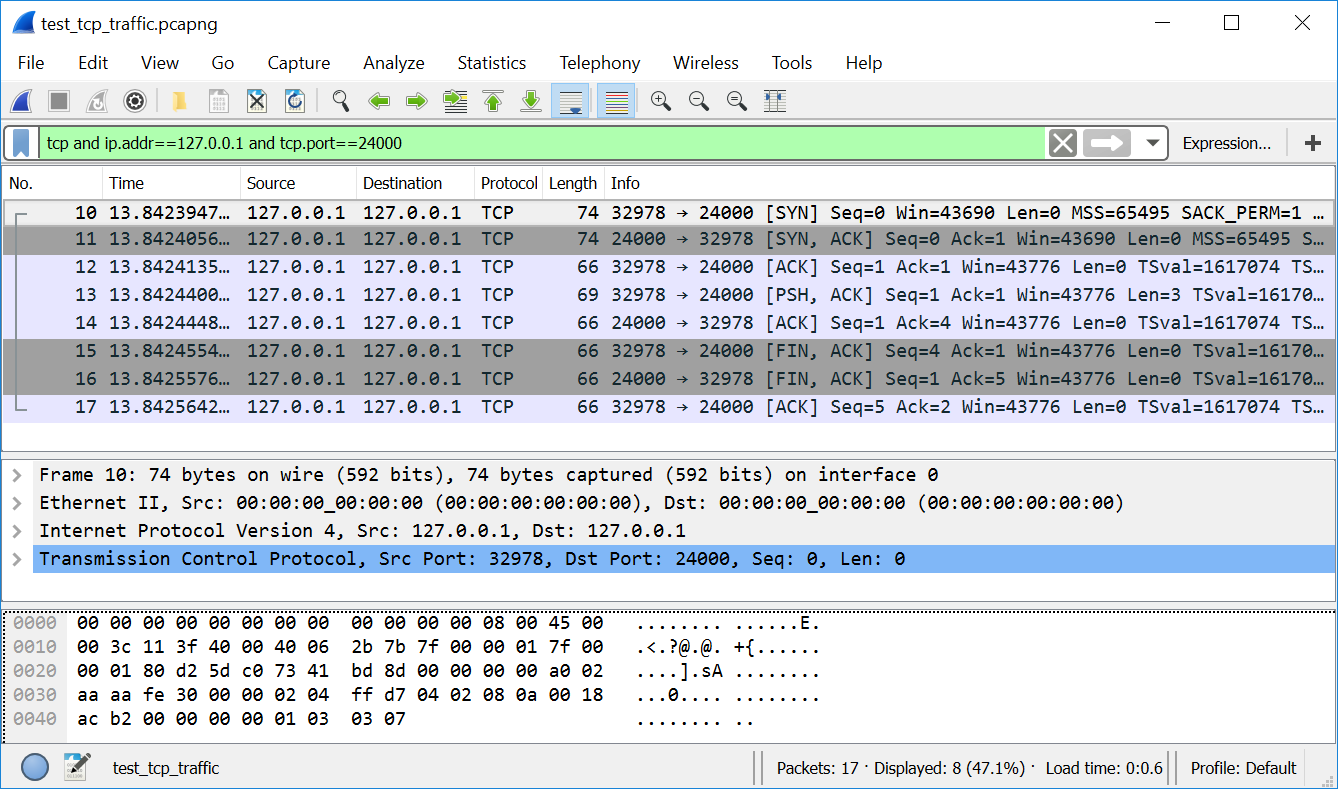 test_tcp_traffic.pcapng
File Edit View Go Capture Analyze Statistics Telephony Wireless Tools Help
tcp and ip.addr==127.0.0.1 and tcp.port==24000 Expression... +
No. Time Source Destination Protocol Length Info
10 13.8423947... 127.0.0.1 127.0.0.1 TCP 74 32978 → 24000 [SYN] Seq=0 Win=43690 Len=0 MSS=65495 SACK_PERM=1 ...
11 13.8424056... 127.0.0.1 127.0.0.1 TCP 74 24000 → 32978 [SYN, ACK] Seq=0 Ack=1 Win=43690 Len=0 MSS=65495 S...
12 13.8424135... 127.0.0.1 127.0.0.1 TCP 66 32978 → 24000 [ACK] Seq=1 Ack=1 Win=43776 Len=0 TSval=1617074 TS...
13 13.8424400... 127.0.0.1 127.0.0.1 TCP 69 32978 → 24000 [PSH, ACK] Seq=1 Ack=1 Win=43776 Len=3 TSval=16170...
14 13.8424448... 127.0.0.1 127.0.0.1 TCP 66 24000 → 32978 [ACK] Seq=1 Ack=4 Win=43776 Len=0 TSval=1617074 TS...
15 13.8424554... 127.0.0.1 127.0.0.1 TCP 66 32978 → 24000 [FIN, ACK] Seq=4 Ack=1 Win=43776 Len=0 TSval=16170...
16 13.8425576... 127.0.0.1 127.0.0.1 TCP 66 24000 → 32978 [FIN, ACK] Seq=1 Ack=5 Win=43776 Len=0 TSval=16170...
17 13.8425642... 127.0.0.1 127.0.0.1 TCP 66 32978 → 24000 [ACK] Seq=5 Ack=2 Win=43776 Len=0 TSval=1617074 TS...
Frame 10: 74 bytes on wire (592 bits), 74 bytes captured (592 bits) on interface 0
Ethernet II, Src: 00:00:00_00:00:00 (00:00:00:00:00:00), Dst: 00:00:00_00:00:00 (00:00:00:00:00:00)
Internet Protocol Version 4, Src: 127.0.0.1, Dst: 127.0.0.1
Transmission Control Protocol, Src Port: 32978, Dst Port: 24000, Seq: 0, Len: 0
0000 00 00 00 00 00 00 00 00 00 00 00 00 08 00 45 00 ........ ......E.
0010 00 3c 11 3f 40 00 40 06 2b 7b 7f 00 00 01 7f 00 .<.?@.@. +{......
0020 00 01 80 d2 5d c0 73 41 bd 8d 00 00 00 00 a0 02 ....].sA ........
0030 aa aa fe 30 00 00 02 04 ff d7 04 02 08 0a 00 18 ...0.... ........
0040 ac b2 00 00 00 00 01 03 03 07 ........ ..
test_tcp_traffic Packets: 17 · Displayed: 8 (47.1%) · Load time: 0:0.6 Profile: Default